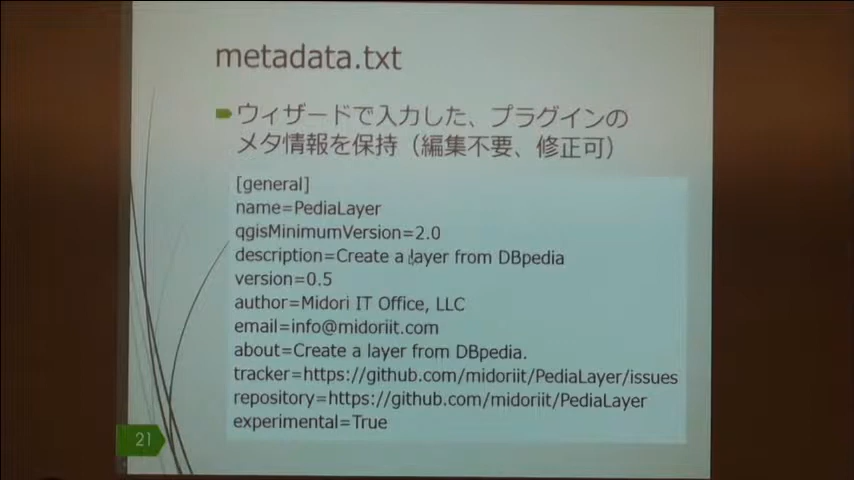 metadata.txt
ウィザードで入力した、プラグインの
メタ情報を保持（編集不要、修正可）
[general]
name=PediaLayer
qgisMinimumVersion=2.0
description=Create a layer from DBpedia
version=0.5
author=Midori IT Office, LLC
email=info@midoriit.com
about=Create a layer from DBpedia.
tracker=https://github.com/midoriit/PediaLayer/issues
repository=https://github.com/midoriit/PediaLayer
experimental=True
21